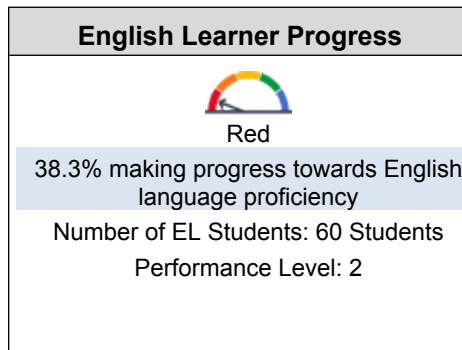 English Learner Progress
Red
38.3% making progress towards English
language proficiency
Number of EL Students: 60 Students
Performance Level: 2